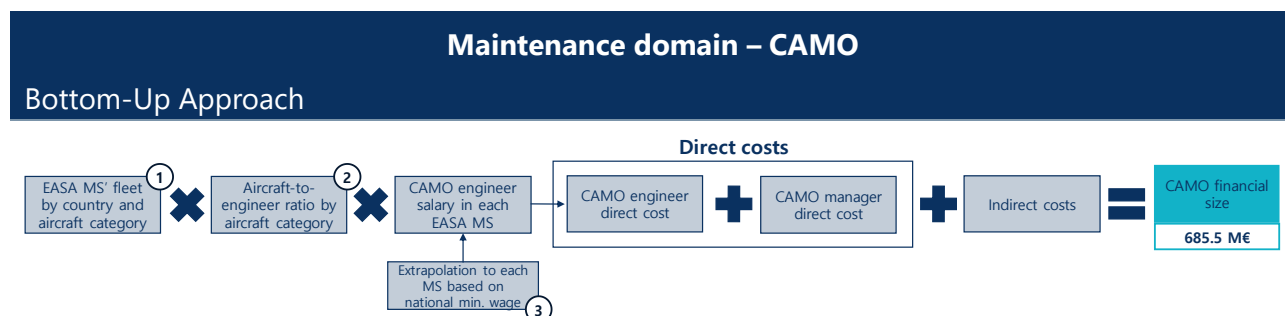 Maintenance domain – CAMO
Bottom-Up Approach
Direct costs
EASA MS’ fleet
by country and
aircraft category
1
Aircraft-to-
engineer ratio by
aircraft category
2
CAMO engineer
salary in each
EASA MS
Extrapolation to each
MS based on
national min. wage
3
CAMO engineer
direct cost
CAMO manager
direct cost
Indirect costs
CAMO financial
size
685.5 M€